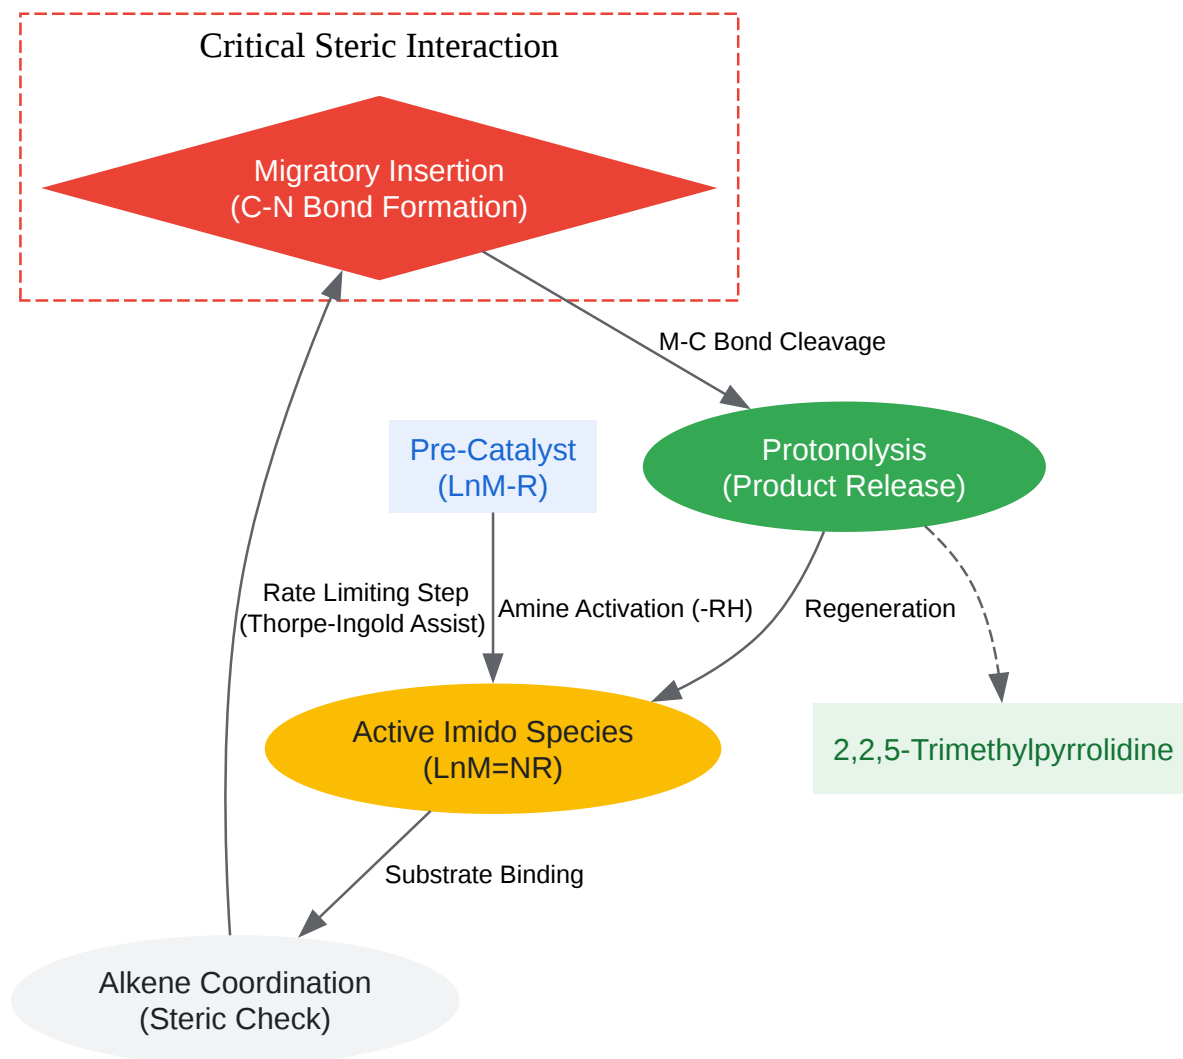 Critical Steric Interaction
Migratory Insertion
(C-N Bond Formation)
M-C Bond Cleavage
Pre-Catalyst
(LnM-R)
Protonolysis
(Product Release)
Rate Limiting Step
(Thorpe-Ingold Assist)
Amine Activation (-RH)
Regeneration
Active Imido Species
(LnM=NR)
2,2,5-Trimethylpyrrolidine
Substrate Binding
Alkene Coordination
(Steric Check)